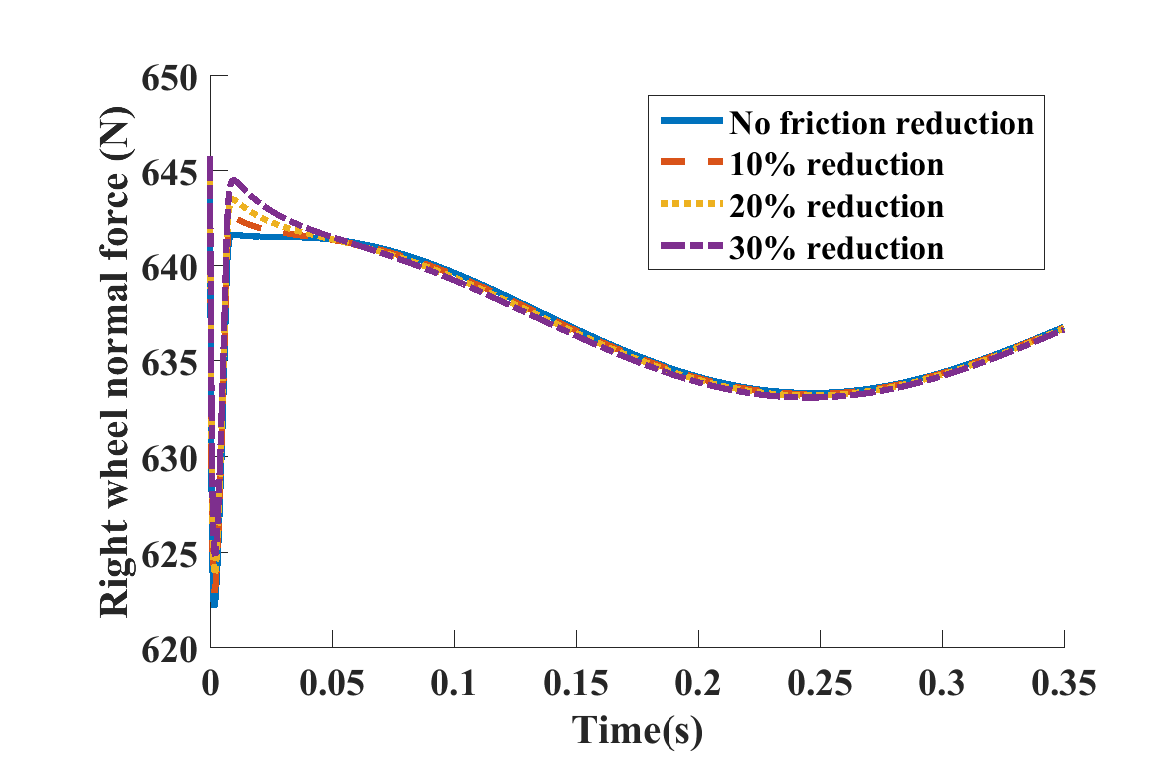 650
645
640
635
630
625
620
Right wheel normal force (N)
No friction reduction
10% reduction
20% reduction
30% reduction
0
0.05
0.1
0.15
0.2
0.25
0.3
0.35
Time(s)